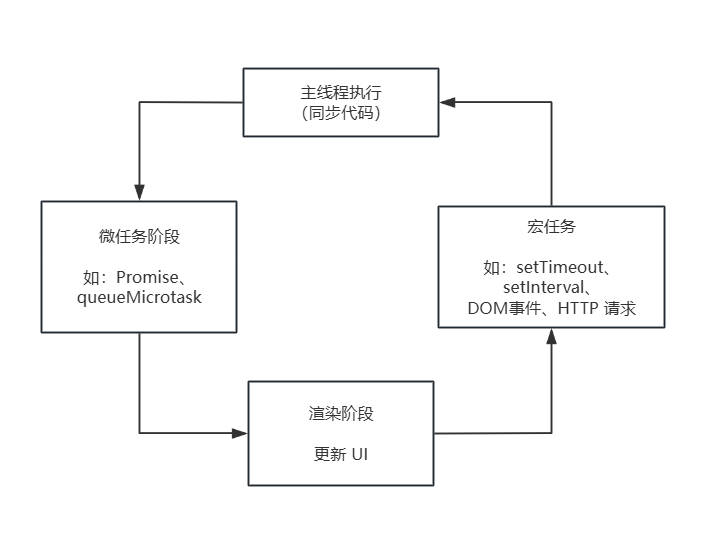 主线程执行
（同步代码）
微任务阶段
如：Promise、
queueMicrotask
渲染阶段
更新 UI
宏任务
如：setTimeout、
setInterval、
DOM事件、HTTP 请求